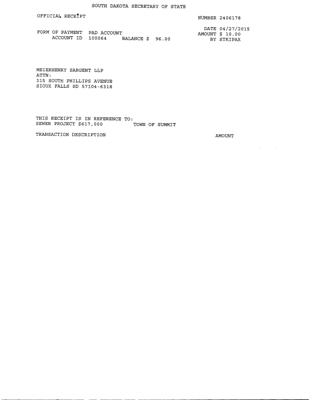 SOUTH DAKOTA SECRETARY OF STATE
OFFICIAL RECEIPT NUMBER 2406178
DATE 04/27/2015
FORM OF PAYMENT PAD ACCOUNT AMOUNT $ 10.00
ACCOUNT ID 100064 BALANCE $ 96.00 BY STRIPAX
MEIERHENRY SARGENT LLP
ATTN:
315 SOUTH PHILLIPS AVENUE
SIOUX FALLS SD 57104-6318
THIS RECEIPT IS IN REFERENCE TO:
SEWER PROJECT $617,000 TOWN OF SUMMIT
TRANSACTION DESCRIPTION AMOUNT